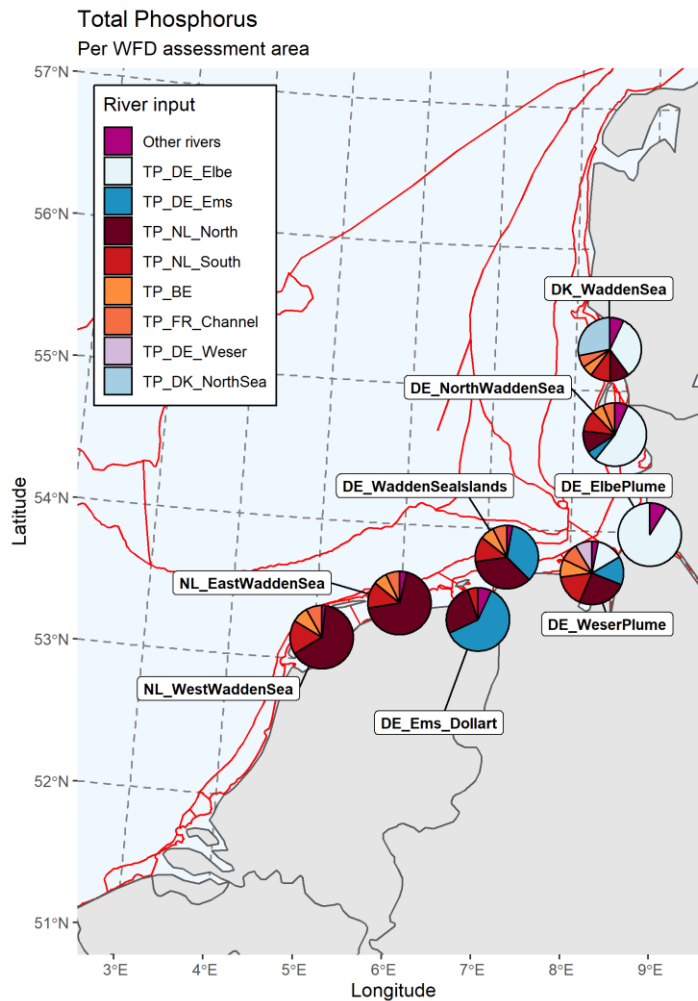 Total Phosphorus
Per WFD assessment area
57°N
56°N
55°N
54°N
53°N
52°N
51°N
Latitude
River input
Other rivers
TP_DE_Elbe
TP_DE_Ems
TP_NL_North
TP_NL_South
TP_BE
TP_FR_Channel
TP_DE_Weser
TP_DK_NorthSea
DK_WaddenSea
DE_NorthWaddenSea
DE_WaddenSeaIslands
DE_ElbePlume
NL_EastWaddenSea
DE_WeserPlume
NL_WestWaddenSea
DE_Ems_Dollart
3°E
4°E
5°E
6°E
7°E
8°E
9°E
Longitude